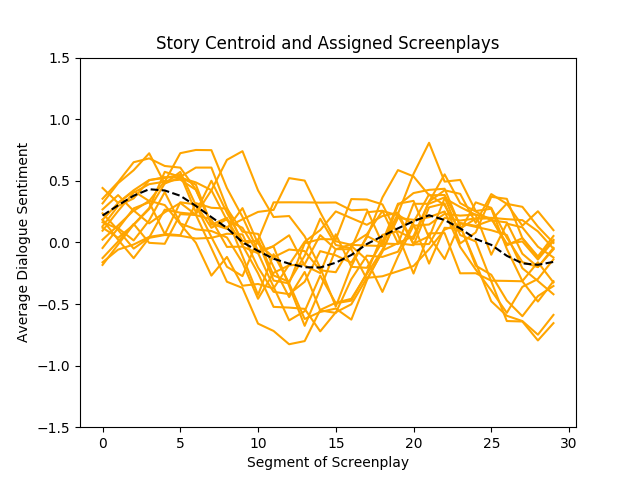 Story Centroid and Assigned Screenplays
1.5
1.0
0.5
0.0
−0.5
−1.0
−1.5
Average Dialogue Sentiment
0 5 10 15 20 25 30
Segment of Screenplay